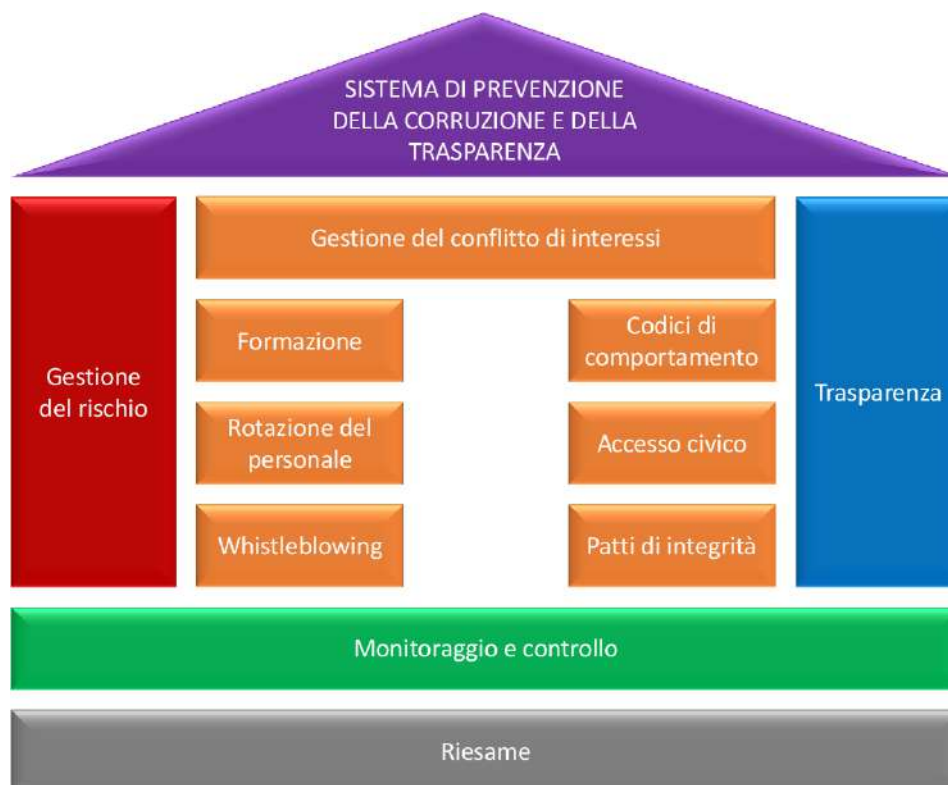 SISTEMA DI PREVENZIONE
DELLA CORRUZIONE E DELLA
TRASPARENZA
Gestione del conflitto di interessi
Gestione
del rischio
Formazione
Codici di
comportamento
Trasparenza
Rotazione del
personale
Accesso civico
Whistleblowing
Patti di integrità
Monitoraggio e controllo
Riesame